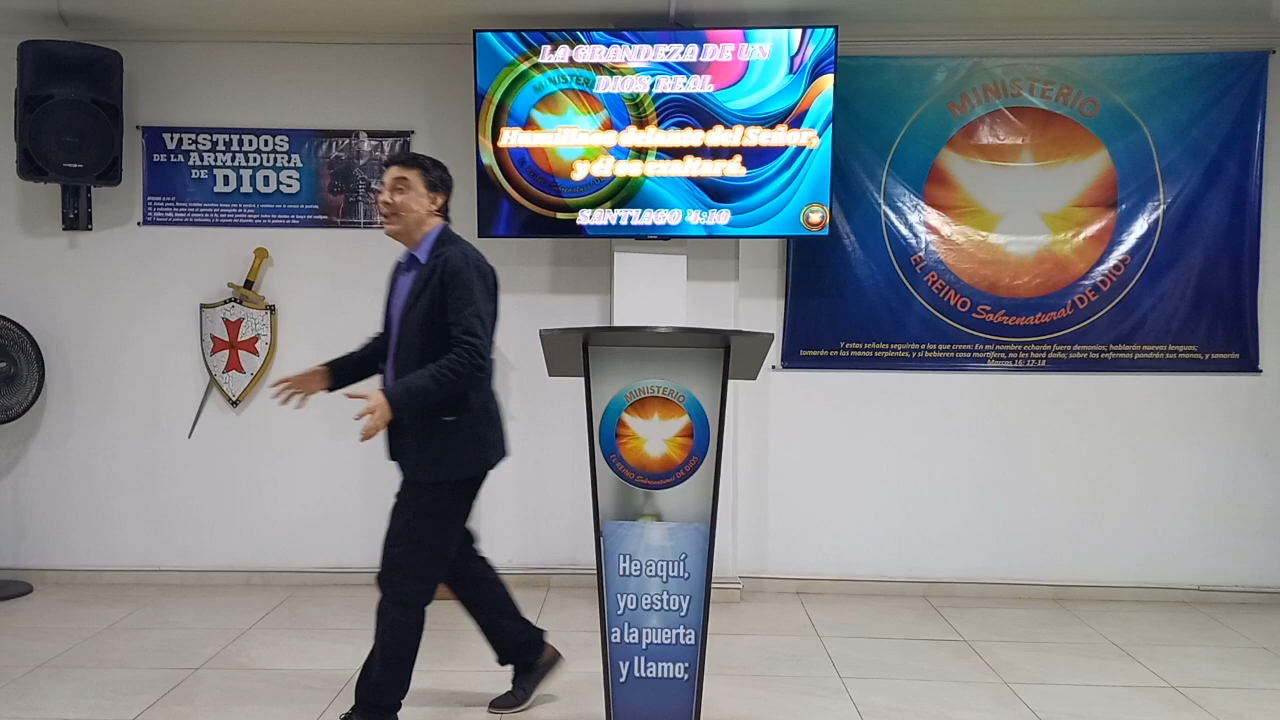 VESTIDOS
DE LA ARMADURA
DE DIOS
LA GRANDEZA DE UN
DIOS REAL
MINISTERIO
Humillaos delante del Señor,
y él os exaltará.
SANTIAGO 4:10
MINISTERIO
EL REINO Sobrenatural DE DIOS
Y estas señales seguirán a los que creen: En mi nombre echarán fuera demonios; hablarán nuevas lenguas;
tomarán en las manos serpientes, y si bebieren cosa mortífera, no les hará daño; sobre los enfermos pondrán sus manos, y sanarán
Marcos 16: 17-18
MINISTERIO
EL REINO Sobrenatural DE DIOS
He aquí,
yo estoy
a la puerta
y llamo;